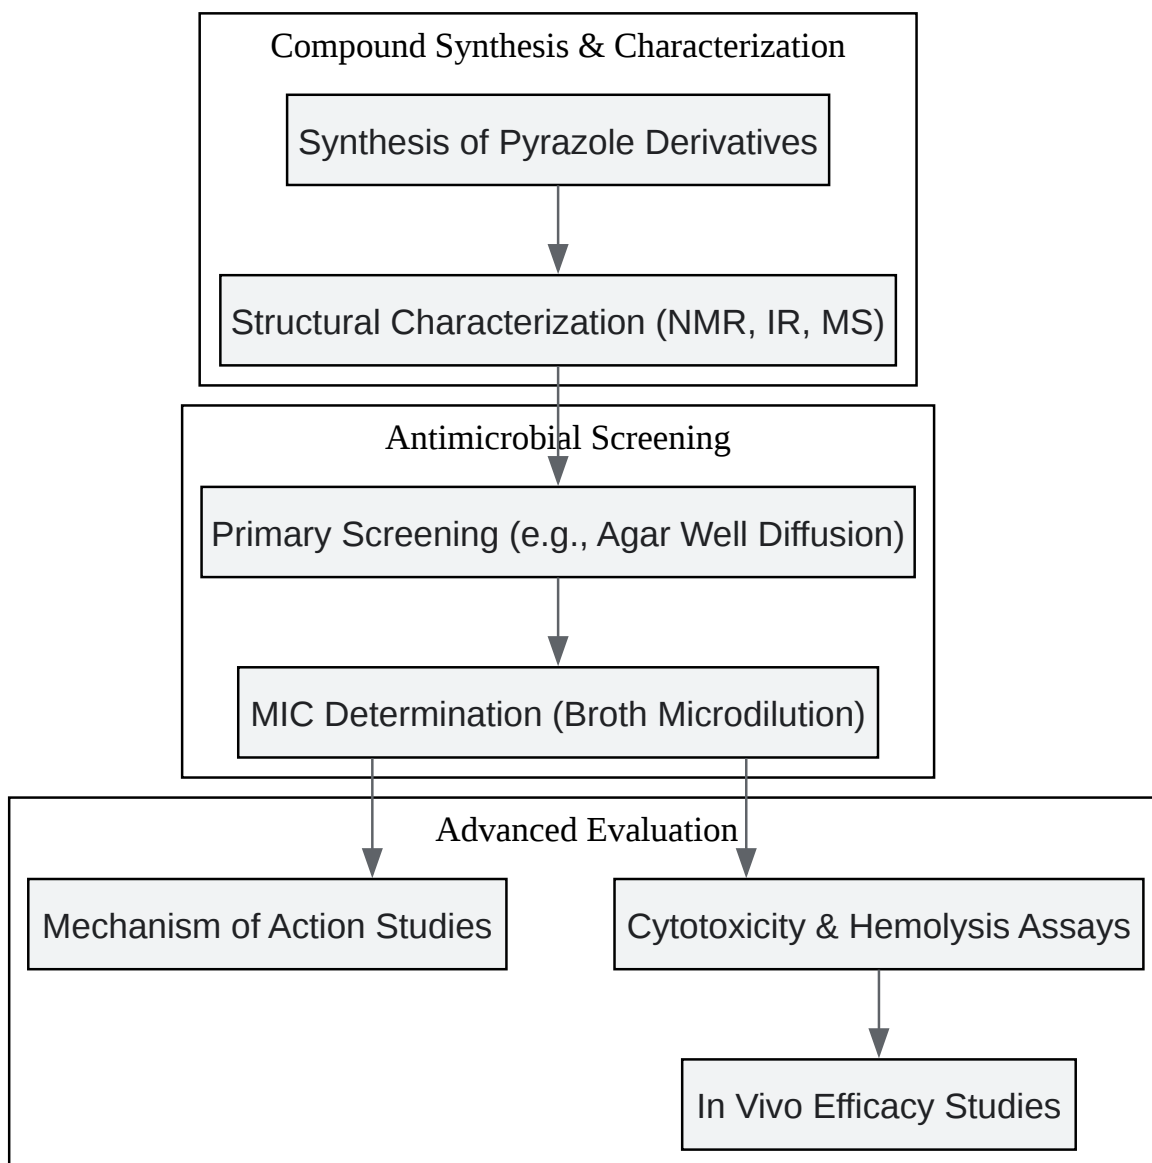 Compound Synthesis & Characterization
Synthesis of Pyrazole Derivatives
Structural Characterization (NMR, IR, MS)
Antimicrobial Screening
Primary Screening (e.g., Agar Well Diffusion)
MIC Determination (Broth Microdilution)
Advanced Evaluation
Mechanism of Action Studies
Cytotoxicity & Hemolysis Assays
In Vivo Efficacy Studies